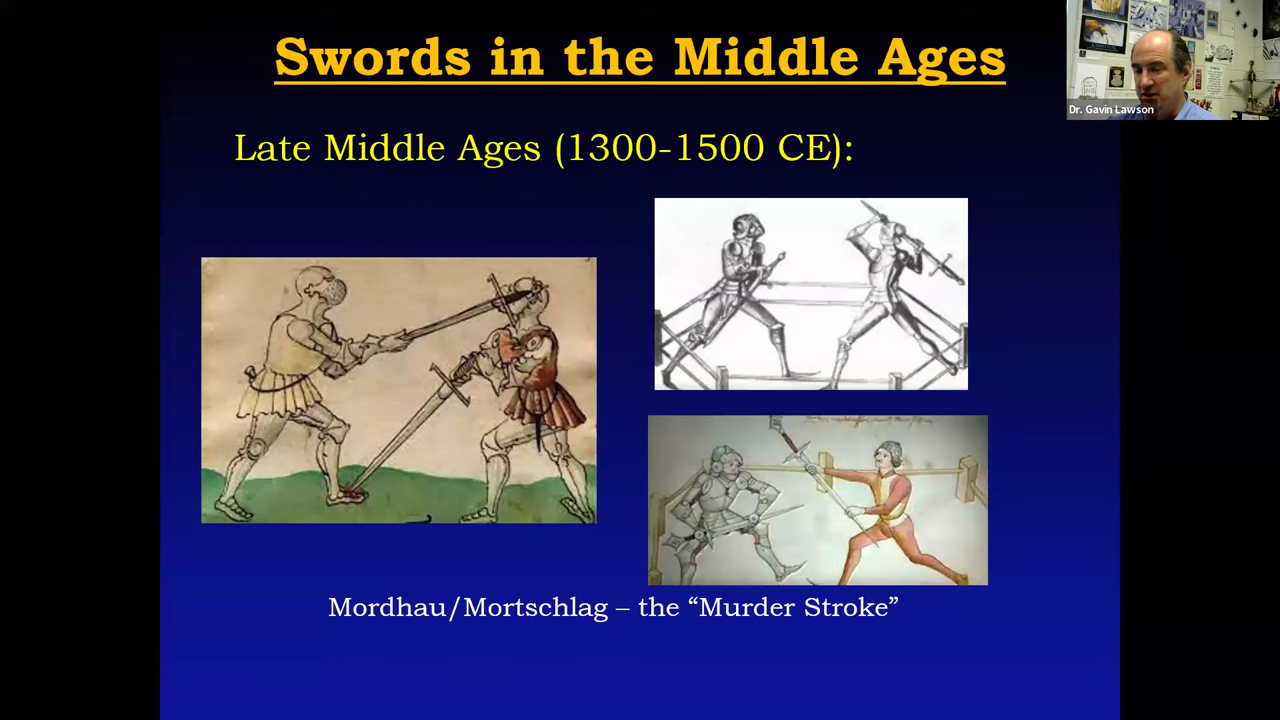 Swords in the Middle Ages
Dr. Gavin Lawson
Late Middle Ages (1300-1500 CE):
Mordhau/Mortschlag – the “Murder Stroke”